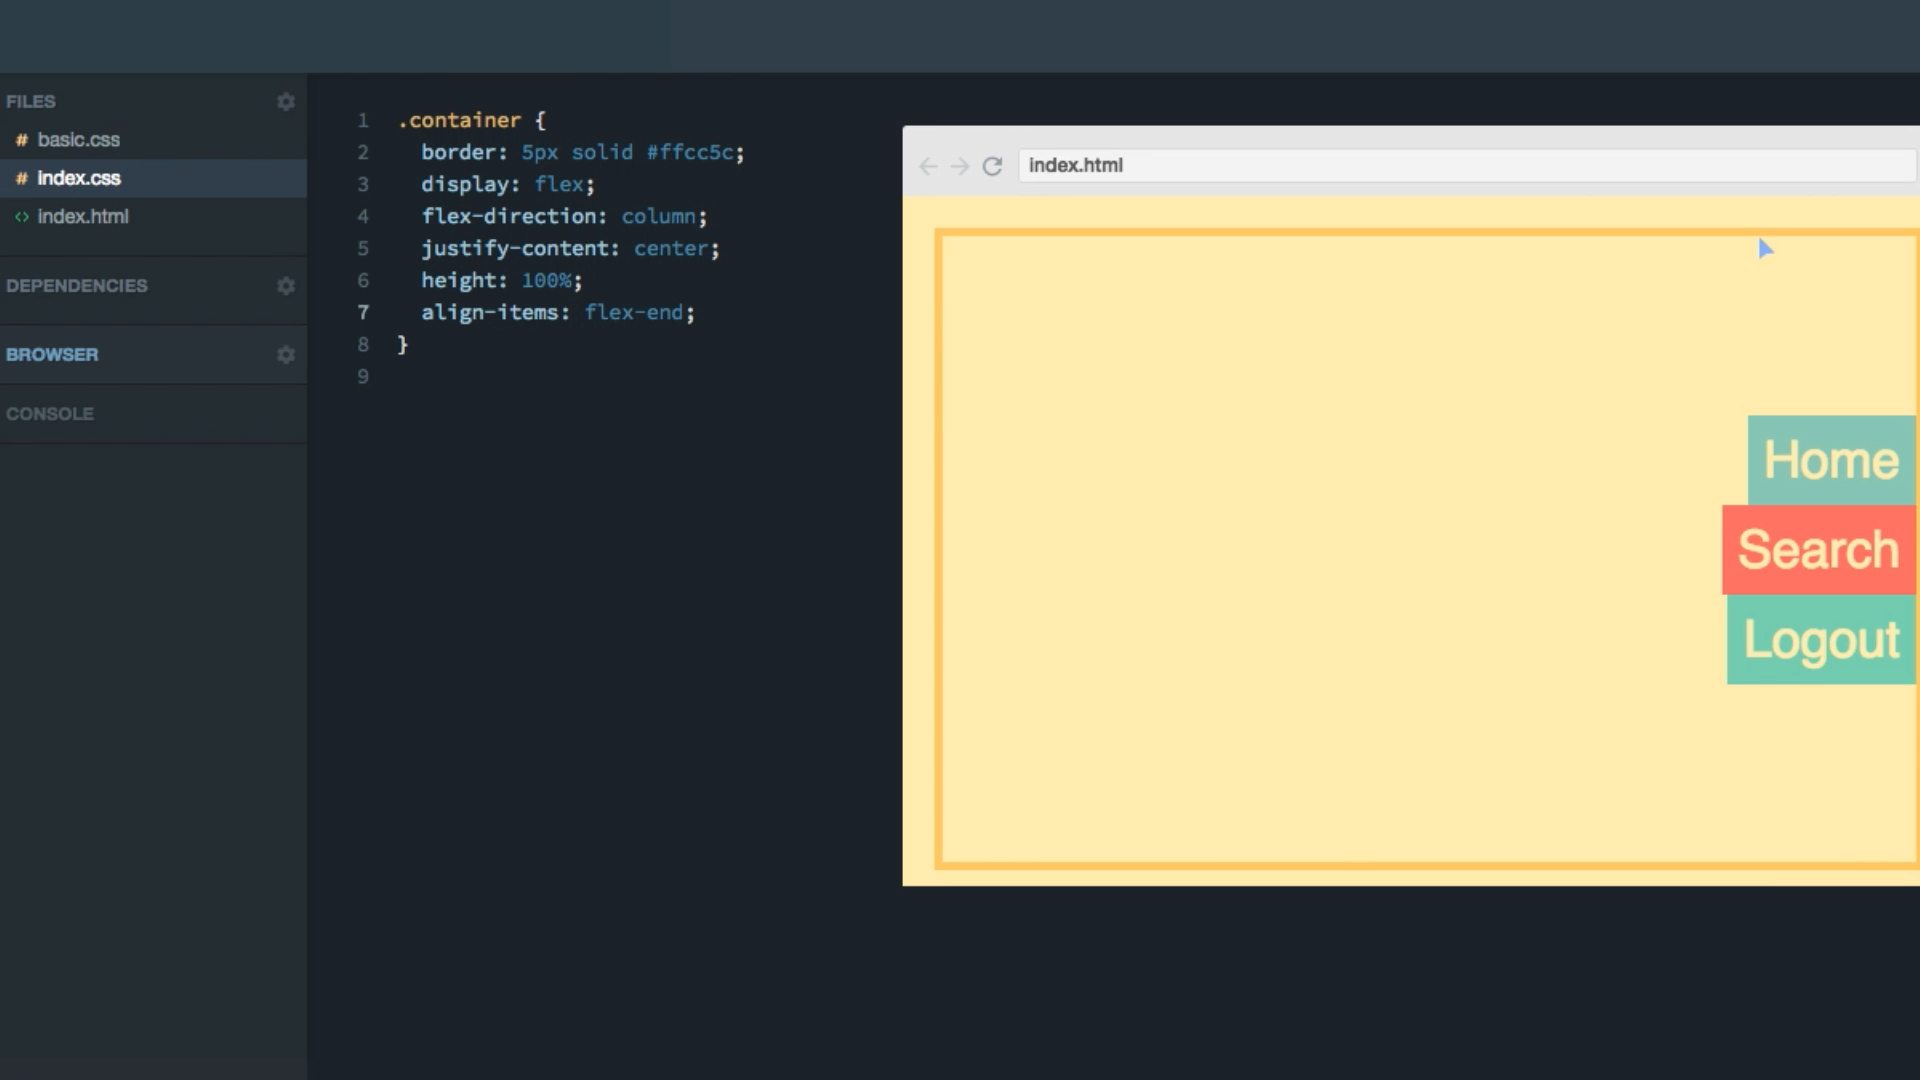 FILES
# basic.css
# index.css
<> index.html
DEPENDENCIES
BROWSER
CONSOLE
1 .container {
2 border: 5px solid #ffcc5c;
3 display: flex;
4 flex-direction: column;
5 justify-content: center;
6 height: 100%;
7 align-items: flex-end;
8 }
9
index.html
Home
Search
Logout